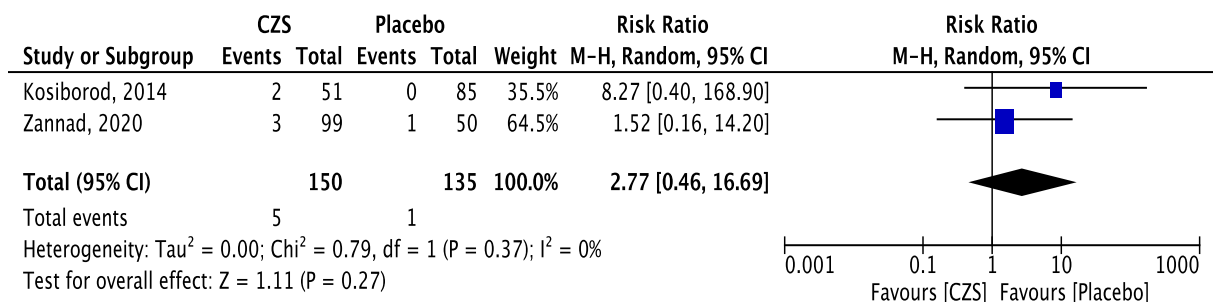 CZS Placebo Risk Ratio Risk Ratio
Study or Subgroup Events Total Events Total Weight M-H, Random, 95% CI M-H, Random, 95% CI
Kosiborod, 2014 2 51 0 85 35.5% 8.27 [0.40, 168.90]
Zannad, 2020 3 99 1 50 64.5% 1.52 [0.16, 14.20]
Total (95% CI) 150 135 100.0% 2.77 [0.46, 16.69]
Total events 5 1
Heterogeneity: Tau² = 0.00; Chi² = 0.79, df = 1 (P = 0.37); I² = 0%
Test for overall effect: Z = 1.11 (P = 0.27)
0.001 0.1 1 10 1000
Favours [CZS] Favours [Placebo]